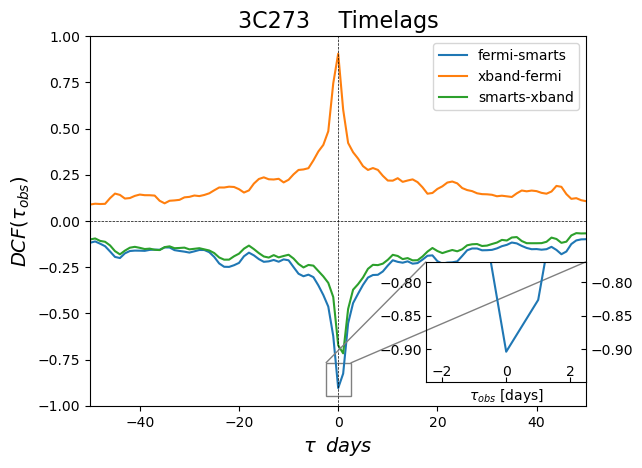 3C273 Timelags
fermi-smarts
xband-fermi
smarts-xband
DCF(τobs)
1.00
0.75
0.50
0.25
0.00
−0.25
−0.50
−0.75
−1.00
−0.80 −0.80
−0.85 −0.85
−0.90 −0.90
−2 0 2
τobs [days]
−40 −20 0 20 40
τ days